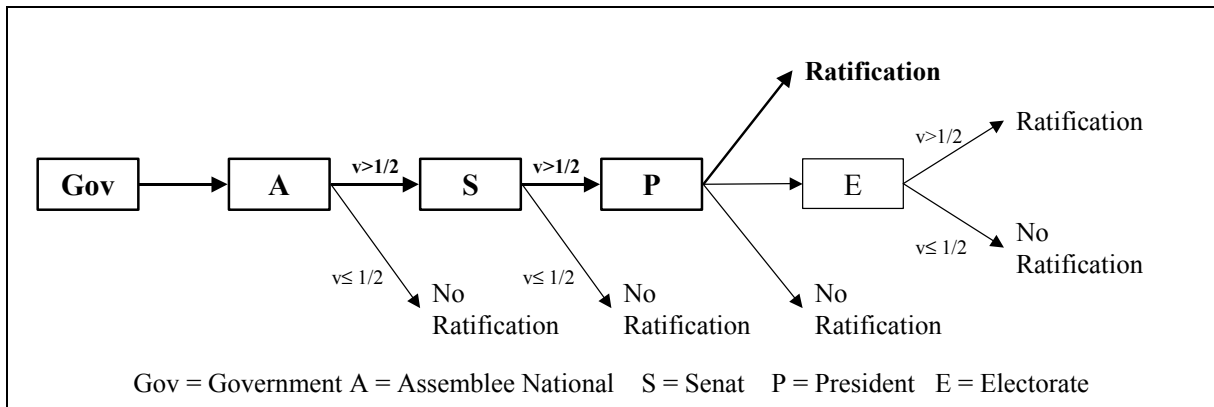 Ratification
v>1/2
Ratification
Gov
A
v>1/2
S
v>1/2
P
E
v≤ 1/2
No
Ratification
v≤ 1/2
No
Ratification
v≤ 1/2
No
Ratification
No
Ratification
Gov = Government A = Assemblee National S = Senat P = President E = Electorate